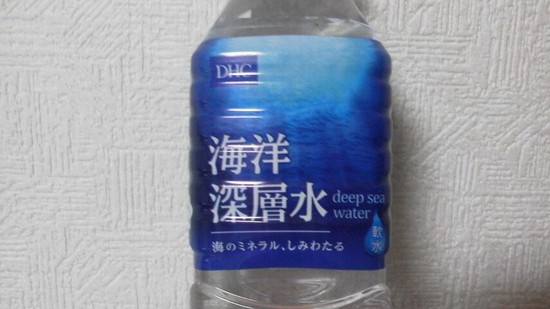 DHC
海洋
深層水
deep sea
water
軟水
海のミネラル、しみわたる